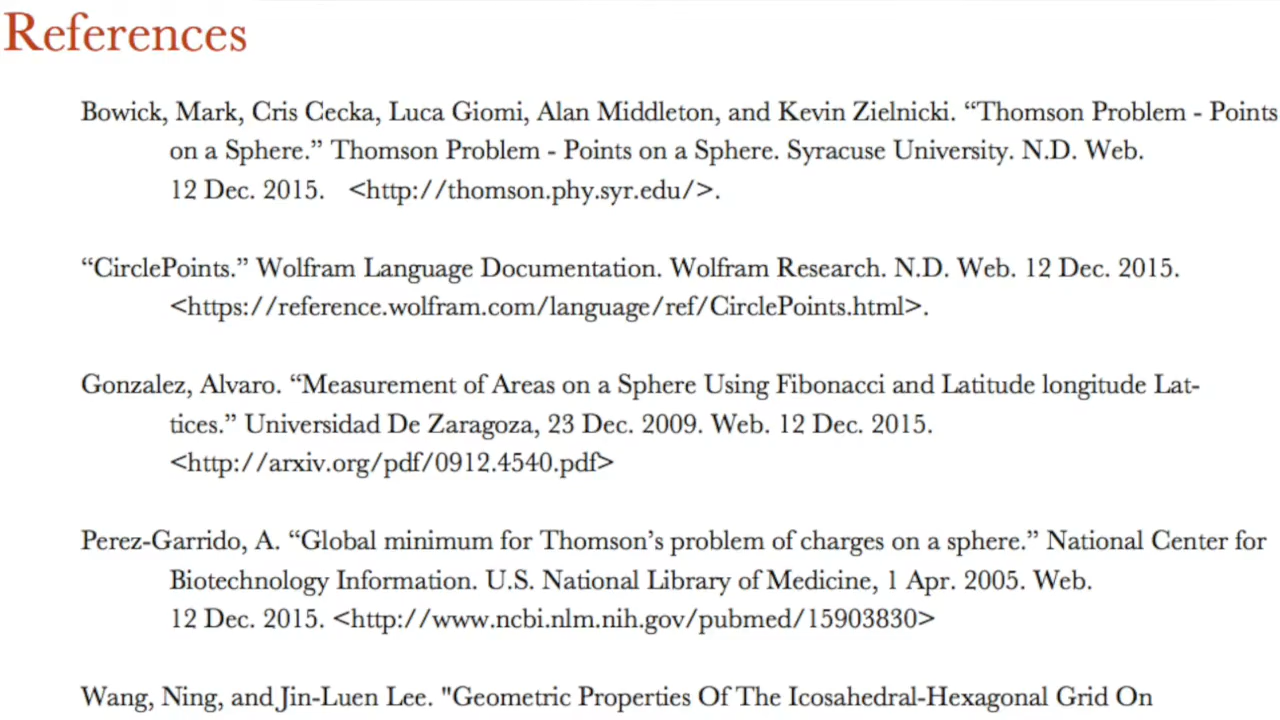 References
Bowick, Mark, Cris Cecka, Luca Giomi, Alan Middleton, and Kevin Zielnicki. “Thomson Problem - Points
on a Sphere.” Thomson Problem - Points on a Sphere. Syracuse University. N.D. Web.
12 Dec. 2015. <http://thomson.phy.syr.edu/>.
“CirclePoints.” Wolfram Language Documentation. Wolfram Research. N.D. Web. 12 Dec. 2015.
<https://reference.wolfram.com/language/ref/CirclePoints.html>.
Gonzalez, Alvaro. “Measurement of Areas on a Sphere Using Fibonacci and Latitude longitude Lat-
tices.” Universidad De Zaragoza, 23 Dec. 2009. Web. 12 Dec. 2015.
<http://arxiv.org/pdf/0912.4540.pdf>
Perez-Garrido, A. “Global minimum for Thomson’s problem of charges on a sphere.” National Center for
Biotechnology Information. U.S. National Library of Medicine, 1 Apr. 2005. Web.
12 Dec. 2015. <http://www.ncbi.nlm.nih.gov/pubmed/15903830>
Wang, Ning, and Jin-Luen Lee. "Geometric Properties Of The Icosahedral-Hexagonal Grid On